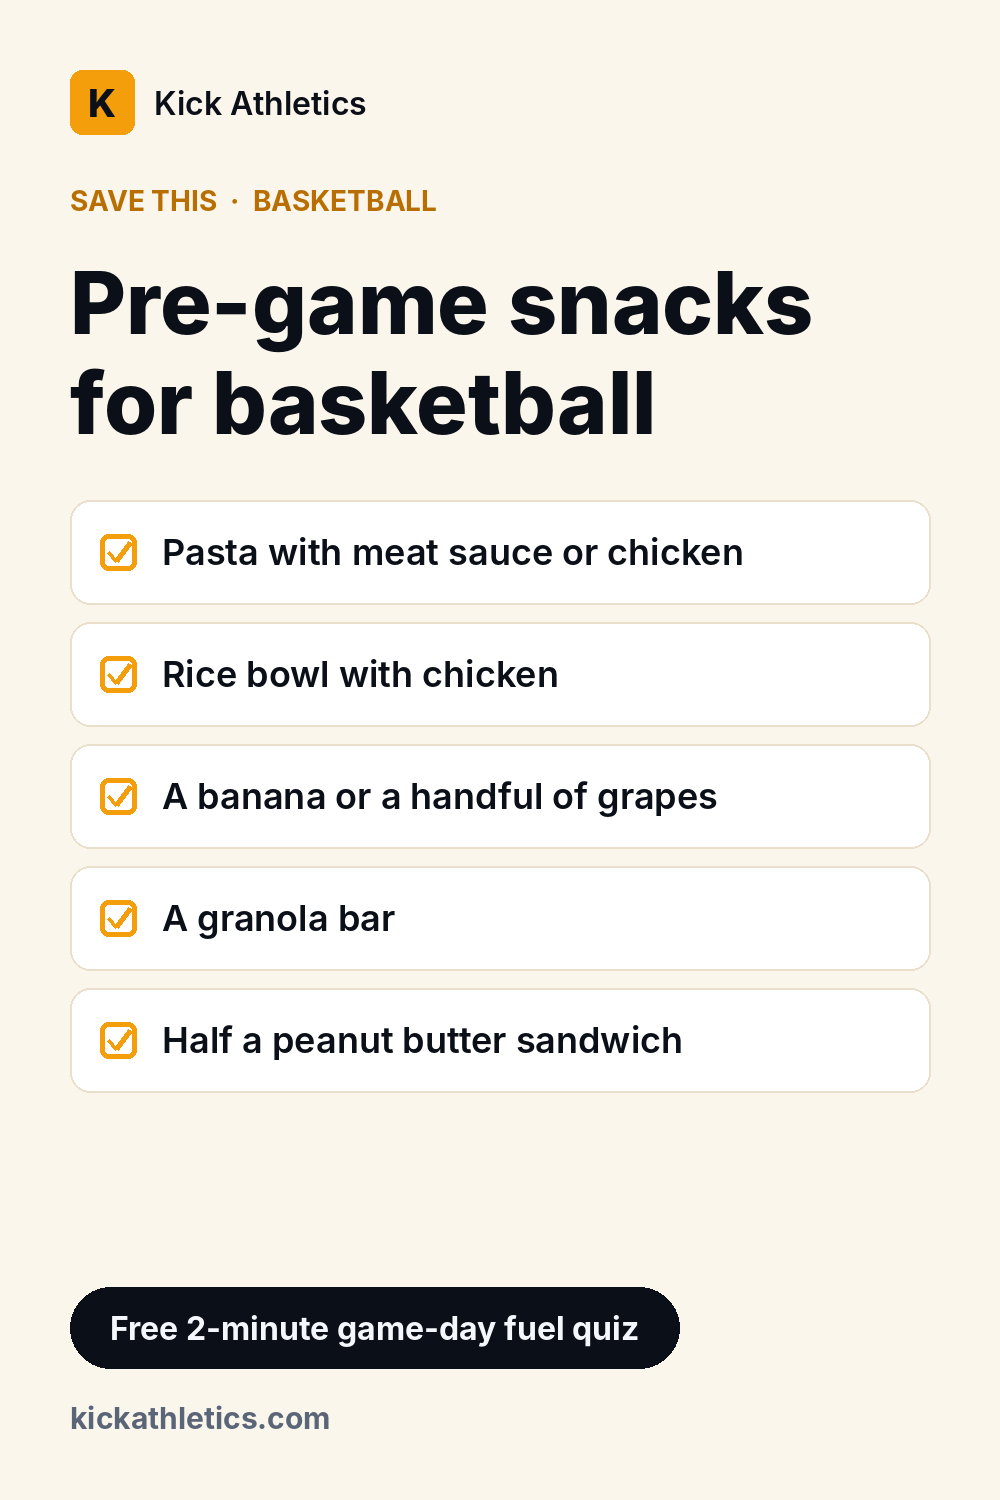 K
Kick Athletics
SAVE THIS · BASKETBALL
Pre-game snacks
for basketball
Pasta with meat sauce or chicken
Rice bowl with chicken
A banana or a handful of grapes
A granola bar
Half a peanut butter sandwich
Free 2-minute game-day fuel quiz
kickathletics.com